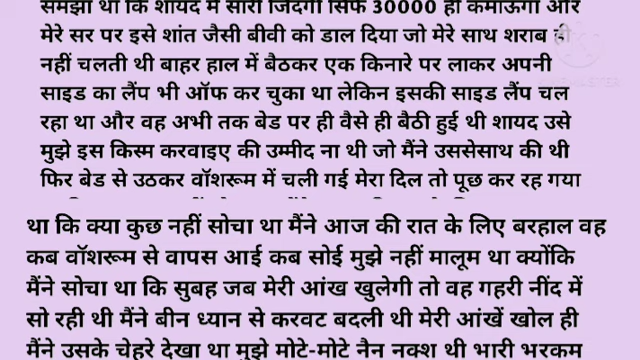 समझा था कि शायद में सारी जिंदगी सिर्फ 30000 ही कमाऊंगा और
मेरे सर पर इसे शांत जैसी बीवी को डाल दिया जो मेरे साथ शराब ही
नहीं चलती थी बाहर हाल में बैठकर एक किनारे पर लाकर अपनी
साइड का लैंप भी ऑफ कर चुका था लेकिन इसकी साइड लैंप चल
रहा था और वह अभी तक बेड पर ही वैसे ही बैठी हुई थी शायद उसे
मुझे इस किस्म करवाइए की उम्मीद ना थी जो मैंने उससेसाथ की थी
फिर बेड से उठकर वॉशरूम में चली गई मेरा दिल तो पूछ कर रह गया
था कि क्या कुछ नहीं सोचा था मैंने आज की रात के लिए बरहाल वह
कब वॉशरूम से वापस आई कब सोई मुझे नहीं मालूम था क्योंकि
मैंने सोचा था कि सुबह जब मेरी आंख खुलेगी तो वह गहरी नींद में
सो रही थी मैंने बीन ध्यान से करवट बदली थी मेरी आंखें खोल ही
मैंने उसके चेहरे देखा था मुझे मोटे-मोटे नैन नक्श थी भारी भरकम